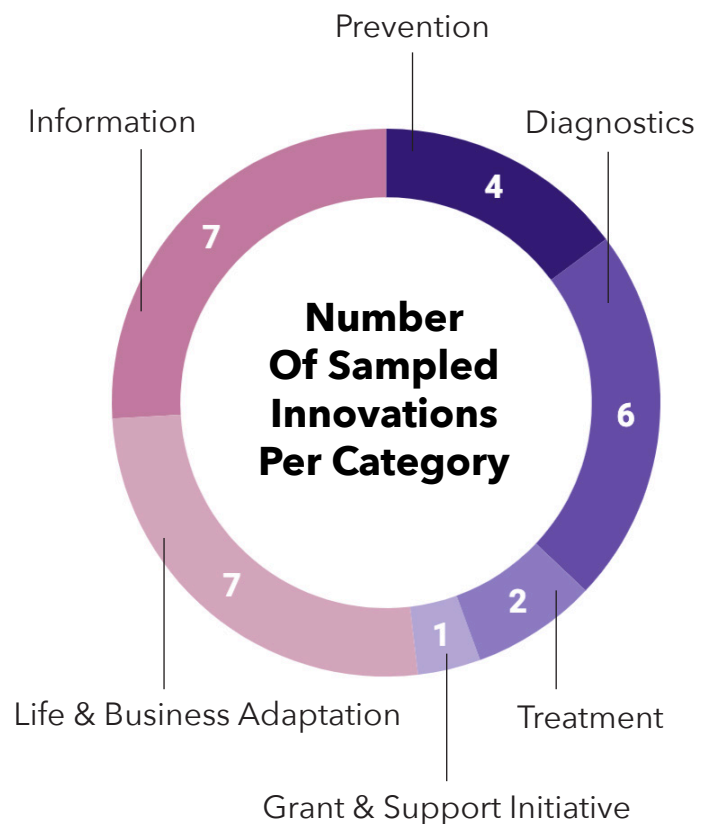 Prevention
Information
Diagnostics
4
7
Number
Of Sampled
Innovations
Per Category
6
7
2
1
Life & Business Adaptation
Treatment
Grant & Support Initiative